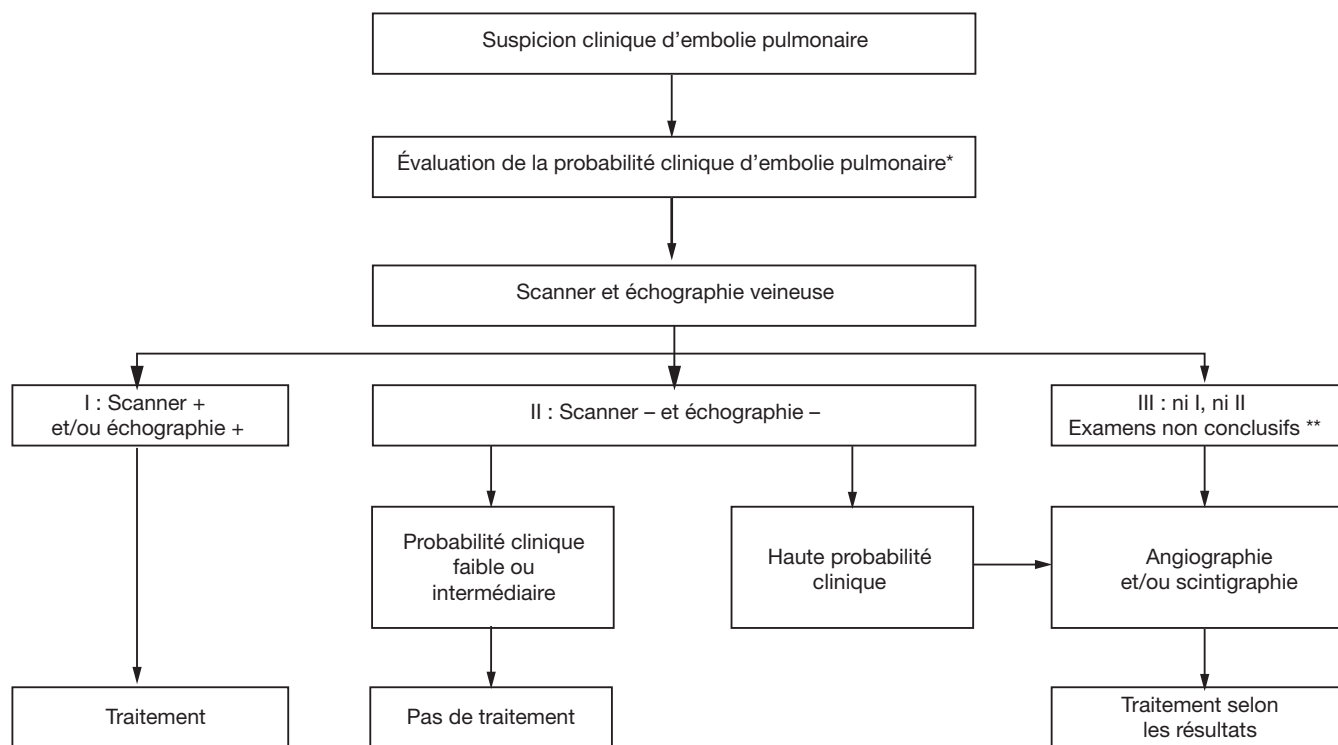 Suspicion clinique d'embolie pulmonaire
Évaluation de la probabilité clinique d'embolie pulmonaire*
Scanner et échographie veineuse
I : Scanner +
et/ou échographie +
II : Scanner – et échographie –
III : ni I, ni II
Examens non conclusifs **
Probabilité clinique
faible ou
intermédiaire
Haute probabilité
clinique
Angiographie
et/ou scintigraphie
Traitement
Pas de traitement
Traitement selon
les résultats